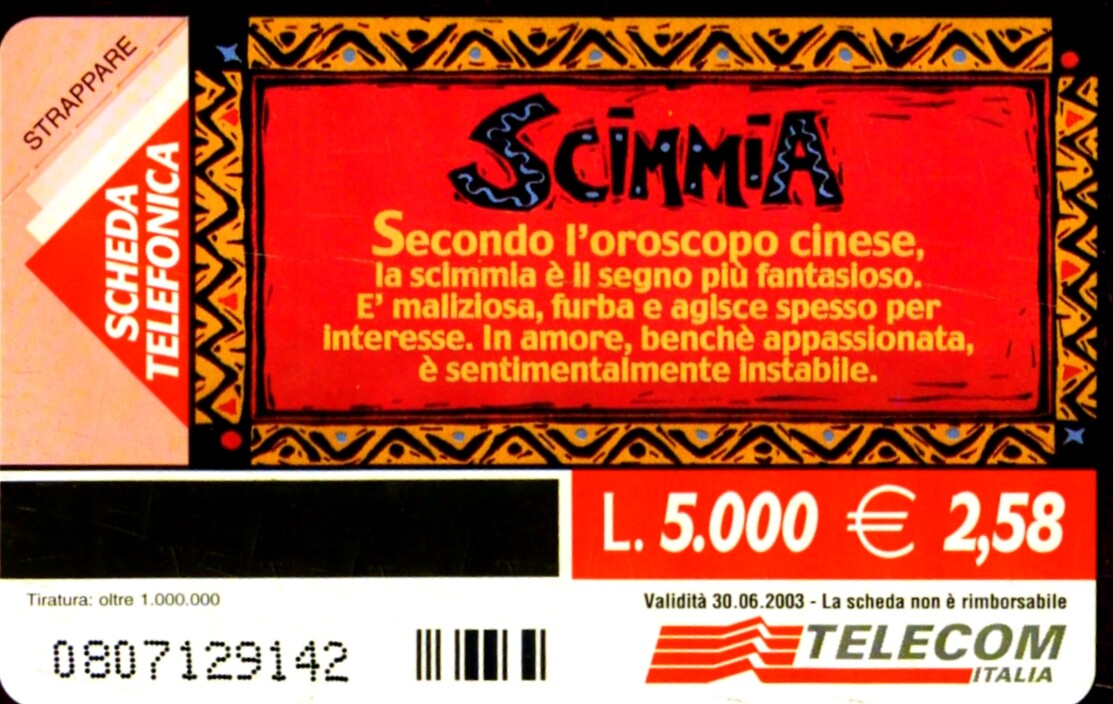 STRAPPARE
SCHEDA
TELEFONICA
SCIMMIA
Secondo l'oroscopo cinese,
la scimmia è il segno più fantasioso.
E' maliziosa, furba e agisce spesso per
interesse. In amore, benchè appassionata,
è sentimentalmente instabile.
L. 5.000 € 2,58
Tiratura: oltre 1.000.000
Validità 30.06.2003 - La scheda non è rimborsabile
0807129142
TELECOM
ITALIA